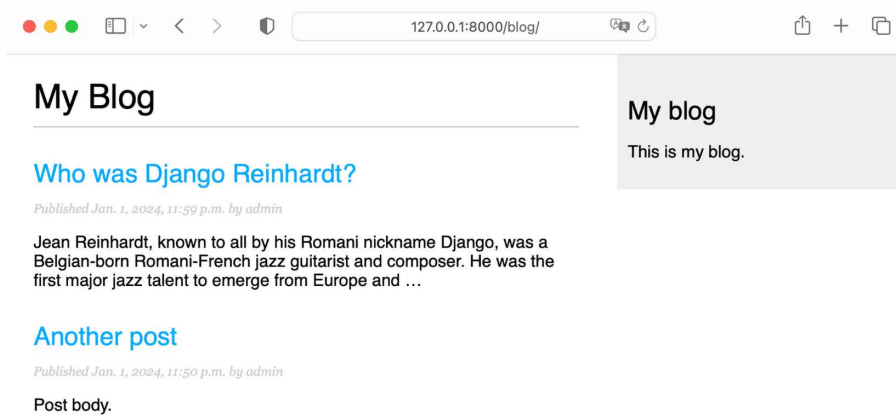 127.0.0.1:8000/blog/
My Blog
Who was Django Reinhardt?
Published Jan. 1, 2024, 11:59 p.m. by admin
Jean Reinhardt, known to all by his Romani nickname Django, was a
Belgian-born Romani-French jazz guitarist and composer. He was the
first major jazz talent to emerge from Europe and …
Another post
Published Jan. 1, 2024, 11:50 p.m. by admin
Post body.
My blog
This is my blog.